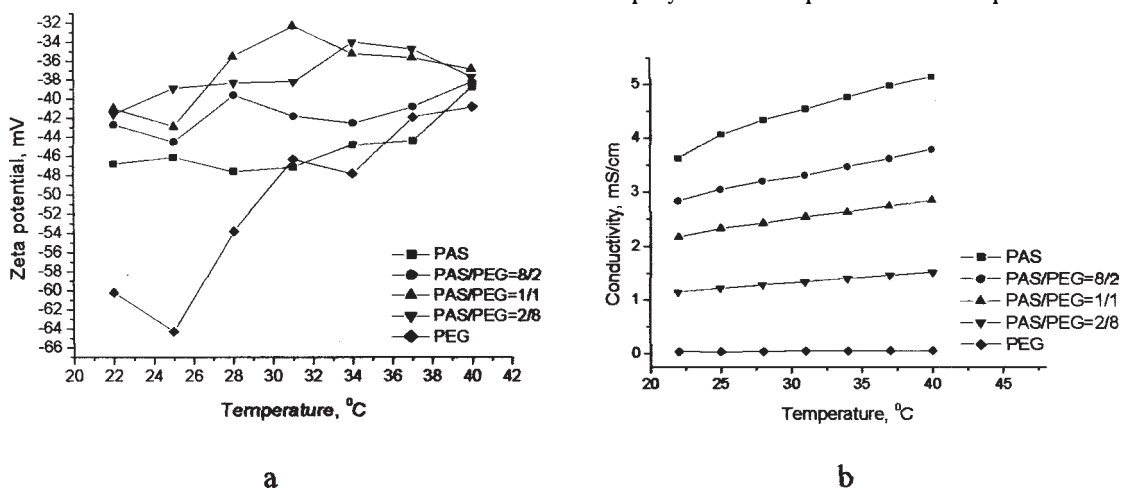 -32
-34
-36
-38
-40
-42
-44
-46
-48
-50
-52
-54
-56
-58
-60
-62
-64
-66
Zeta potential, mV
PAS
PAS/PEG=8/2
PAS/PEG=1/1
PAS/PEG=2/8
PEG
20 22 24 26 28 30 32 34 36 38 40 42
Temperature, ⁰C
a
5
4
3
2
1
0
Conductivity, mS/cm
PAS
PAS/PEG=8/2
PAS/PEG=1/1
PAS/PEG=2/8
PEG
20 25 30 35 40 45
Temperature, ⁰C
b